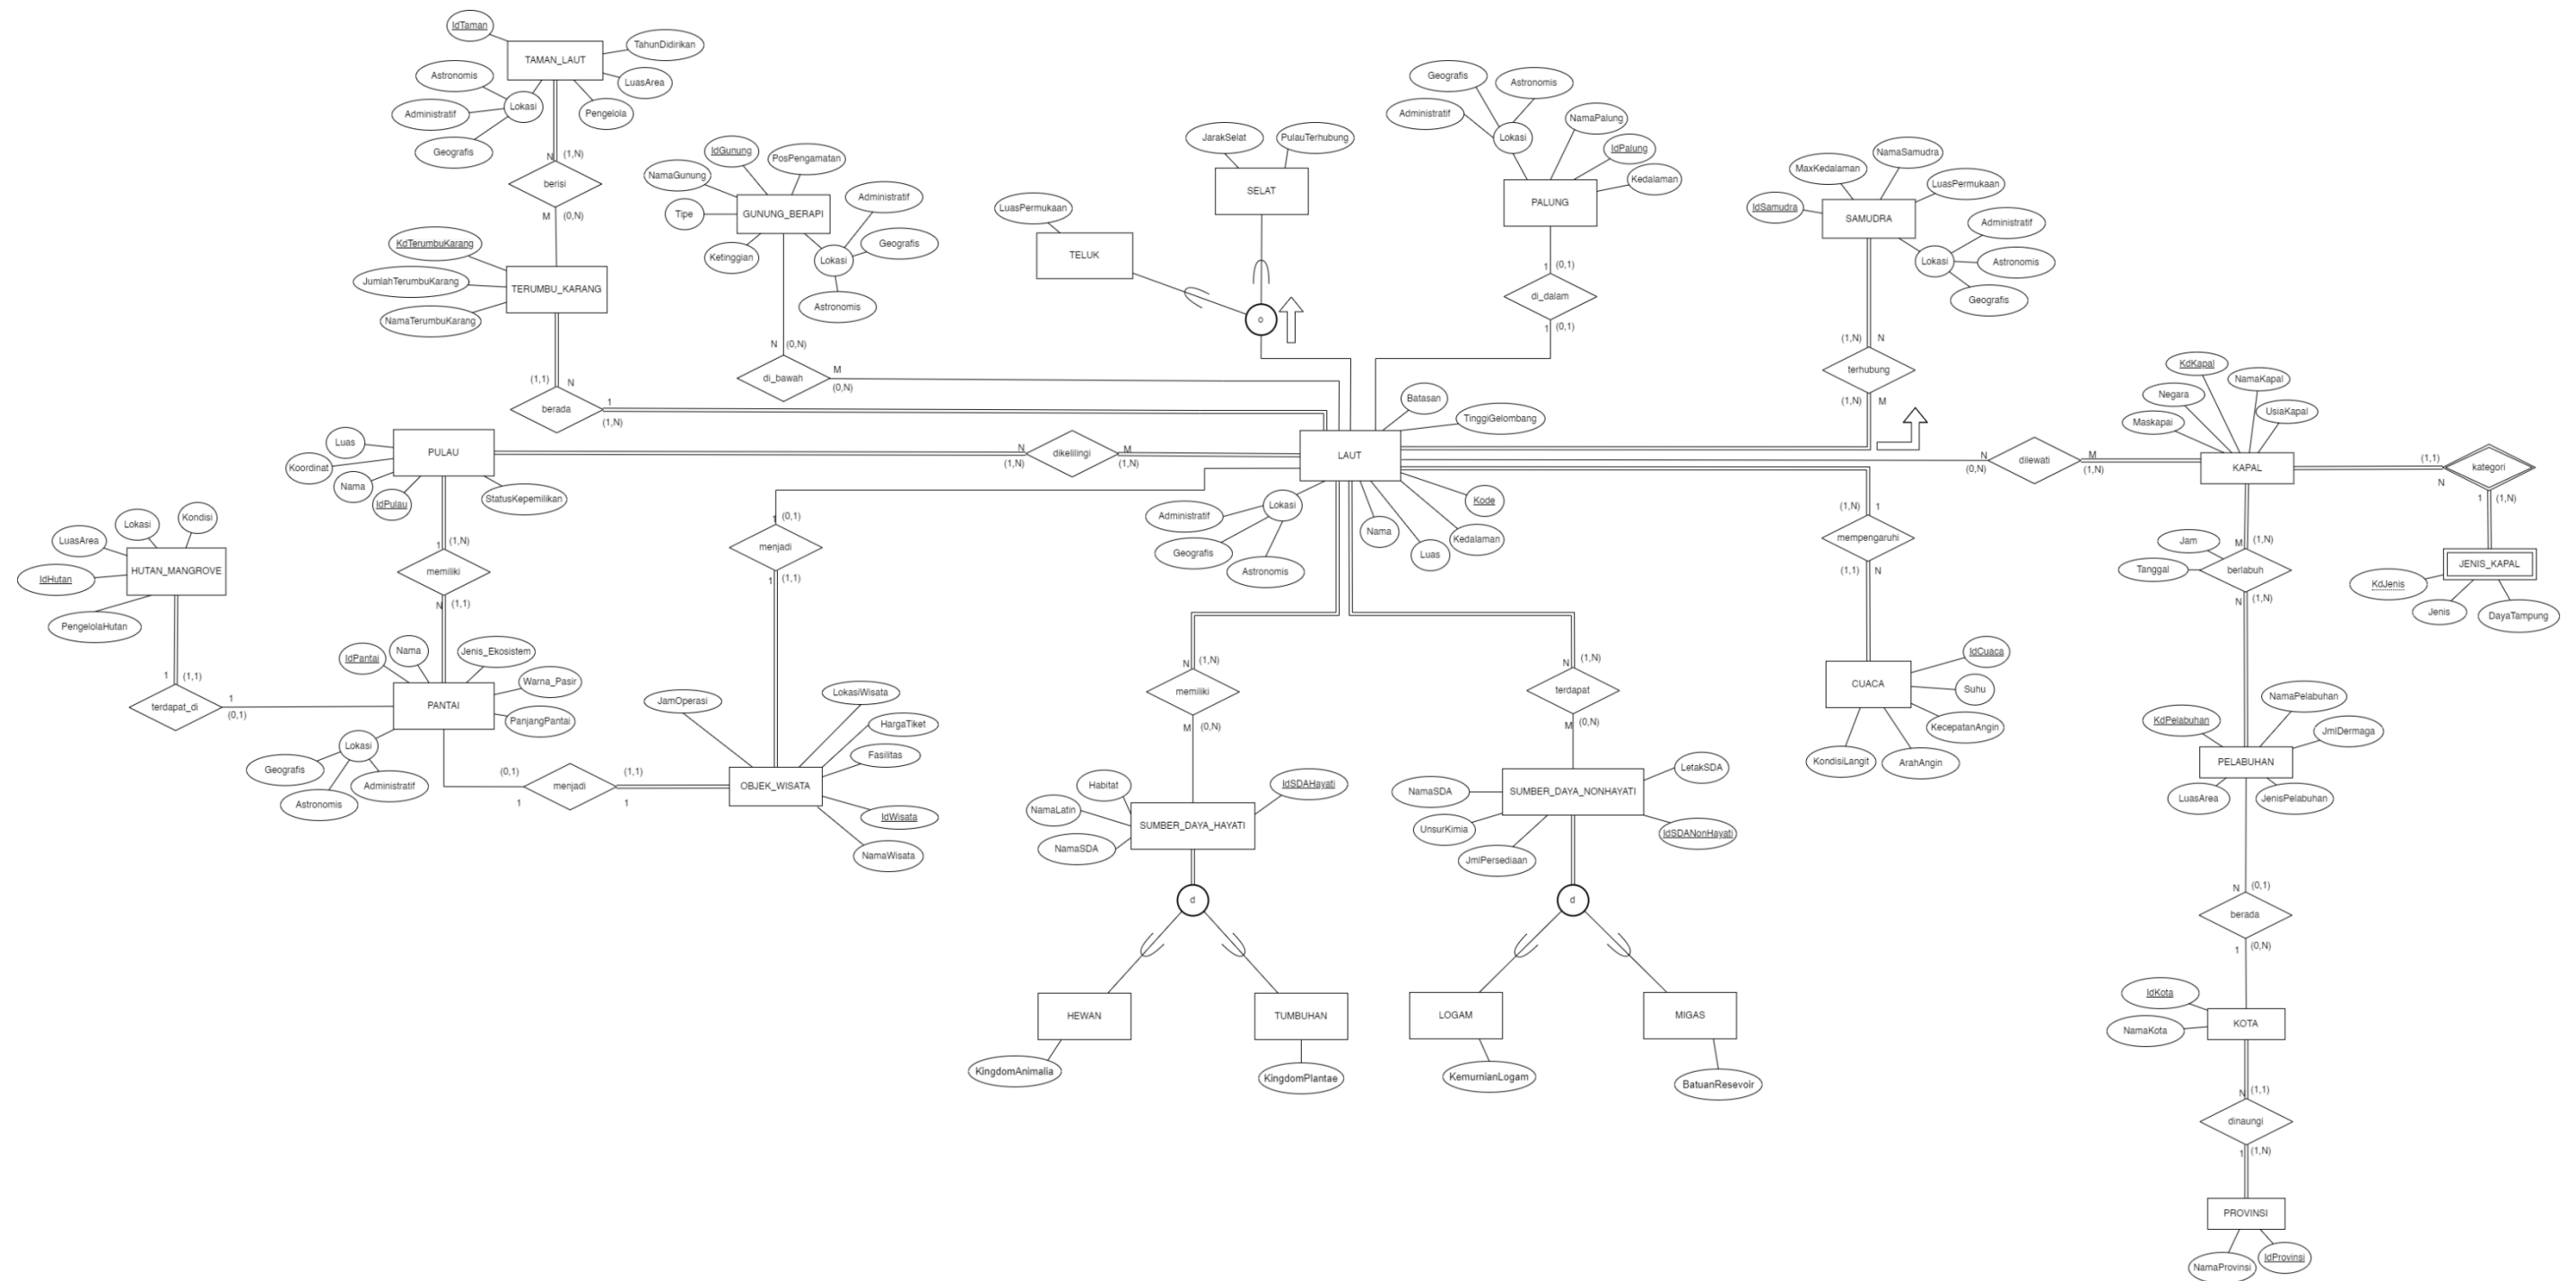 IdTaman
TAMAN_LAUT
TahunDidirikan
LuasArea
Pengelola
Astronomis
Lokasi
Administratif
Geografis
N
(1,N)
berisi
M
(0,N)
KdTerumbuKarang
JumlahTerumbuKarang
TERUMBU_KARANG
NamaTerumbuKarang
(1,1)
N
berada
1
(1,N)
IdGunung
PosPengamatan
NamaGunung
Tipe
GUNUNG_BERAPI
Ketinggian
Administratif
Geografis
Lokasi
Astronomis
N
(0,N)
di_bawah
M
(0,N)
LuasPermukaan
TELUK
JarakSelat
PulauTerhubung
SELAT
o
Geografis
Astronomis
Administratif
Lokasi
NamaPalung
IdPalung
Kedalaman
PALUNG
1
(0,1)
di_dalam
1
(0,1)
MaxKedalaman
NamaSamudra
LuasPermukaan
IdSamudra
SAMUDRA
Administratif
Lokasi
Astronomis
Geografis
(1,N)
N
terhubung
(1,N)
M
Batasan
TinggiGelombang
LAUT
Kode
Kedalaman
Luas
Nama
Lokasi
Administratif
Geografis
Astronomis
Luas
Koordinat
Nama
IdPulau
PULAU
StatusKepemilikan
N
(1,N)
dikelilingi
M
(1,N)
1
(1,N)
memiliki
N
(1,1)
Lokasi
Kondisi
LuasArea
IdHutan
HUTAN_MANGROVE
PengelolaHutan
1
(1,1)
terdapat_di
1
(0,1)
IdPantai
Nama
Jenis_Ekosistem
Warna_Pasir
PanjangPantai
PANTAI
Lokasi
Geografis
Astronomis
Administratif
(0,1)
1
menjadi
(1,1)
1
1
(0,1)
menjadi
1
(1,1)
JamOperasi
LokasiWisata
HargaTiket
Fasilitas
OBJEK_WISATA
IdWisata
NamaWisata
N
(1,N)
memiliki
M
(0,N)
Habitat
NamaLatin
NamaSDA
IdSDAHayati
SUMBER_DAYA_HAYATI
d
HEWAN
TUMBUHAN
KingdomAnimalia
KingdomPlantae
N
(1,N)
terdapat
M
(0,N)
LetakSDA
NamaSDA
SUMBER_DAYA_NONHAYATI
UnsurKimia
IdSDANonHayati
JmlPersediaan
d
LOGAM
MIGAS
KemurnianLogam
BatuanResevoir
(1,N)
1
mempengaruhi
(1,1)
N
IdCuaca
CUACA
Suhu
KecepatanAngin
KondisiLangit
ArahAngin
N
(0,N)
dilewati
M
(1,N)
KdKapal
NamaKapal
Negara
UsiaKapal
Maskapai
KAPAL
(1,1)
N
kategori
1
(1,N)
JENIS_KAPAL
KdJenis
Jenis
DayaTampung
M
(1,N)
Jam
Tanggal
berlabuh
N
(1,N)
NamaPelabuhan
KdPelabuhan
JmlDermaga
PELABUHAN
LuasArea
JenisPelabuhan
N
(0,1)
berada
1
(0,N)
IdKota
NamaKota
KOTA
N
(1,1)
dinaungi
1
(1,N)
PROVINSI
NamaProvinsi
IdProvinsi